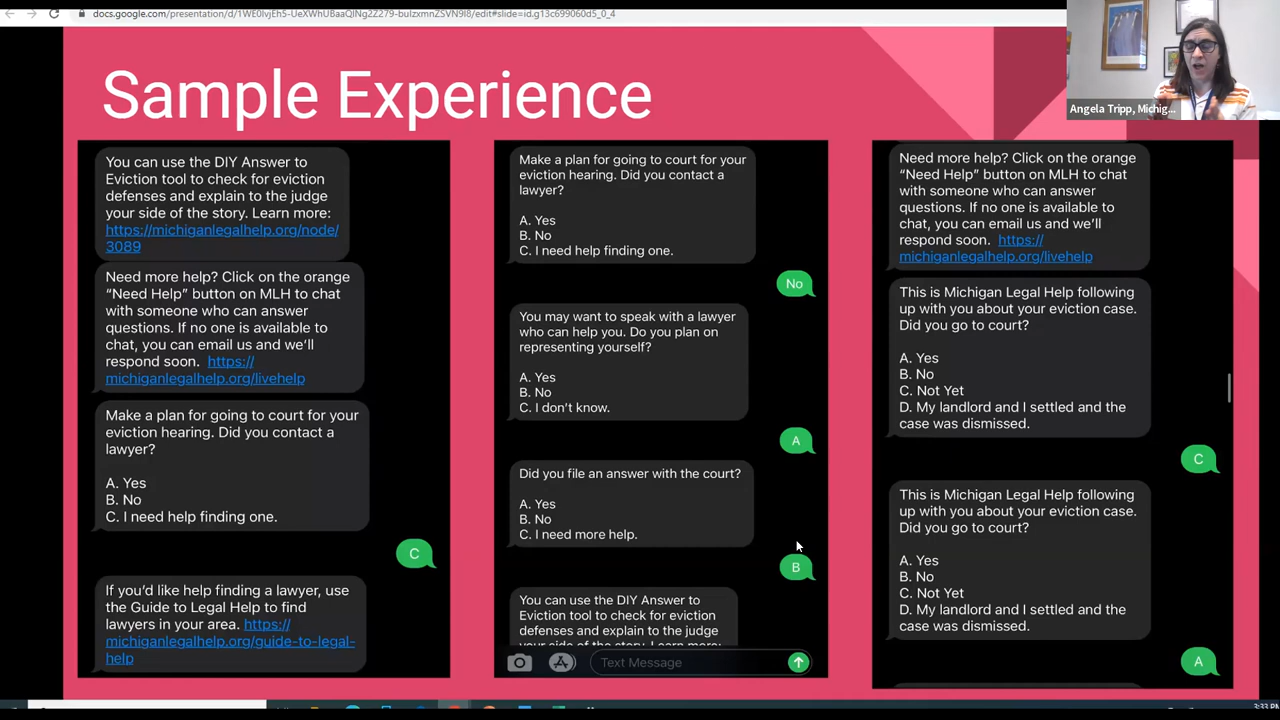 docs.google.com/presentation/d/1WE0IvjEhS-UeXWhUBaaQINg2Z279-bulzxmnZSVN9I8/edit#slide=id.g13c699060d5_0_4
Angela Tripp, Michig...
Sample Experience
You can use the DIY Answer to
Eviction tool to check for eviction
defenses and explain to the judge
your side of the story. Learn more:
https://michiganlegalhelp.org/node/
3089
Need more help? Click on the orange
“Need Help” button on MLH to chat
with someone who can answer
questions. If no one is available to
chat, you can email us and we’ll
respond soon. https://
michiganlegalhelp.org/livehelp
Make a plan for going to court for your
eviction hearing. Did you contact a
lawyer?
A. Yes
B. No
C. I need help finding one.
C
If you’d like help finding a lawyer, use
the Guide to Legal Help to find
lawyers in your area. https://
michiganlegalhelp.org/guide-to-legal-
help
Make a plan for going to court for your
eviction hearing. Did you contact a
lawyer?
A. Yes
B. No
C. I need help finding one.
No
You may want to speak with a lawyer
who can help you. Do you plan on
representing yourself?
A. Yes
B. No
C. I don’t know.
A
Did you file an answer with the court?
A. Yes
B. No
C. I need more help.
B
You can use the DIY Answer to
Eviction tool to check for eviction
defenses and explain to the judge
your side of the story. Learn more:
Text Message
Need more help? Click on the orange
“Need Help” button on MLH to chat
with someone who can answer
questions. If no one is available to
chat, you can email us and we’ll
respond soon. https://
michiganlegalhelp.org/livehelp
This is Michigan Legal Help following
up with you about your eviction case.
Did you go to court?
A. Yes
B. No
C. Not Yet
D. My landlord and I settled and the
case was dismissed.
C
This is Michigan Legal Help following
up with you about your eviction case.
Did you go to court?
A. Yes
B. No
C. Not Yet
D. My landlord and I settled and the
case was dismissed.
A
3:33 PM